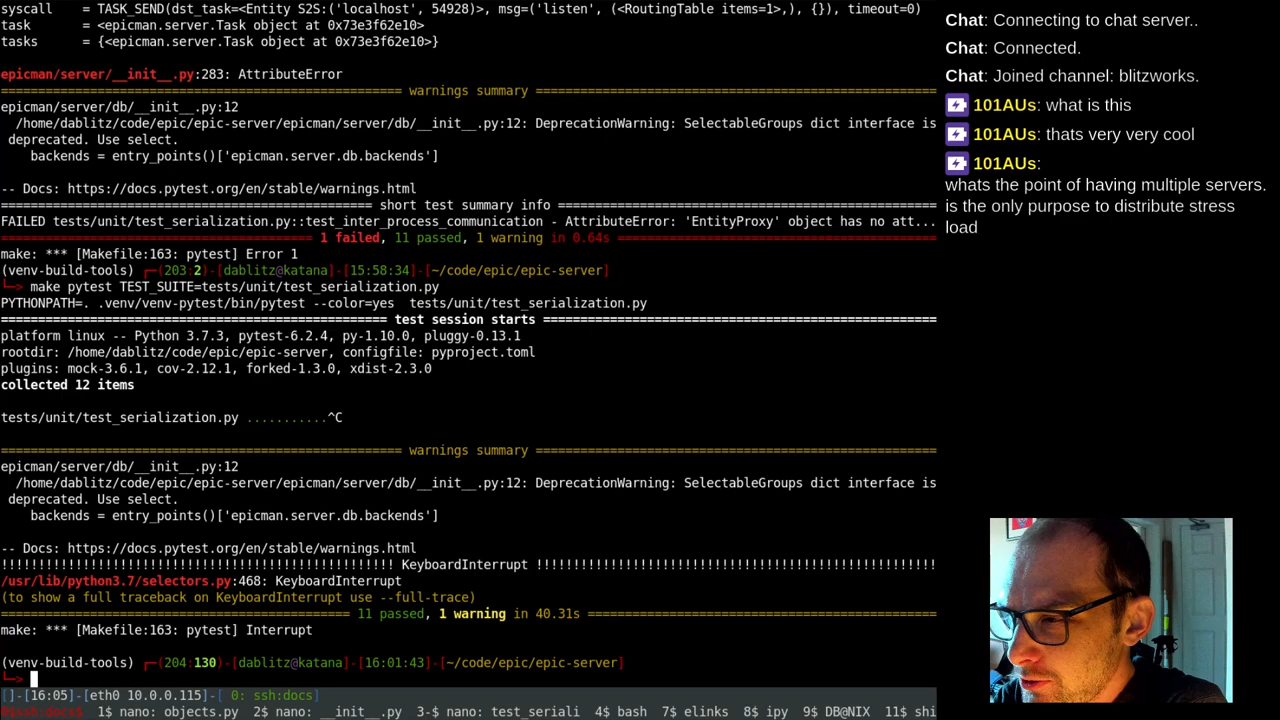 syscall    = TASK_SEND(dst_task=<Entity S2S:('localhost', 54928)>, msg=('listen', (<RoutingTable items=1>,), {}), timeout=0)
task       = <epicman.server.Task object at 0x73e3f62e10>
tasks      = {<epicman.server.Task object at 0x73e3f62e10>}
epicman/server/__init__.py:283: AttributeError
============================================ warnings summary ============================================
epicman/server/db/__init__.py:12
  /home/dablitz/code/epic/epic-server/epicman/server/db/__init__.py:12: DeprecationWarning: SelectableGroups dict interface is
 deprecated. Use select.
    backends = entry_points()['epicman.server.db.backends']
-- Docs: https://docs.pytest.org/en/stable/warnings.html
======================================== short test summary info =========================================
FAILED tests/unit/test_serialization.py::test_inter_process_communication - AttributeError: 'EntityProxy' object has no att...
================================= 1 failed, 11 passed, 1 warning in 0.64s =================================
make: *** [Makefile:163: pytest] Error 1
(venv-build-tools) ┌─(203:2)-[dablitz@katana]-[15:58:34]-[~/code/epic/epic-server]
└─> make pytest TEST_SUITE=tests/unit/test_serialization.py
PYTHONPATH=. .venv/venv-pytest/bin/pytest --color=yes  tests/unit/test_serialization.py
========================================== test session starts ===========================================
platform linux -- Python 3.7.3, pytest-6.2.4, py-1.10.0, pluggy-0.13.1
rootdir: /home/dablitz/code/epic/epic-server, configfile: pyproject.toml
plugins: mock-3.6.1, cov-2.12.1, forked-1.3.0, xdist-2.3.0
collected 12 items
tests/unit/test_serialization.py ...........^C
============================================ warnings summary ============================================
epicman/server/db/__init__.py:12
  /home/dablitz/code/epic/epic-server/epicman/server/db/__init__.py:12: DeprecationWarning: SelectableGroups dict interface is
 deprecated. Use select.
    backends = entry_points()['epicman.server.db.backends']
-- Docs: https://docs.pytest.org/en/stable/warnings.html
!!!!!!!!!!!!!!!!!!!!!!!!!!!!!!!!!!!!!!!!!!! KeyboardInterrupt !!!!!!!!!!!!!!!!!!!!!!!!!!!!!!!!!!!!!!!!!!!
/usr/lib/python3.7/selectors.py:468: KeyboardInterrupt
(to show a full traceback on KeyboardInterrupt use --full-trace)
===================================== 11 passed, 1 warning in 40.31s =====================================
make: *** [Makefile:163: pytest] Interrupt
(venv-build-tools) ┌─(204:130)-[dablitz@katana]-[16:01:43]-[~/code/epic/epic-server]
└─>
[]-[16:05]-[eth0 10.0.0.115]-[ 0: ssh:docs]
0$ssh:docs$  1$ nano: objects.py  2$ nano: __init__.py  3-$ nano: test_seriali  4$ bash  7$ elinks  8$ ipy  9$ DB@NIX  11$ shi
Chat: Connecting to chat server..
Chat: Connected.
Chat: Joined channel: blitzworks.
101AUs: what is this
101AUs: thats very very cool
101AUs:
whats the point of having multiple servers.
is the only purpose to distribute stress
load